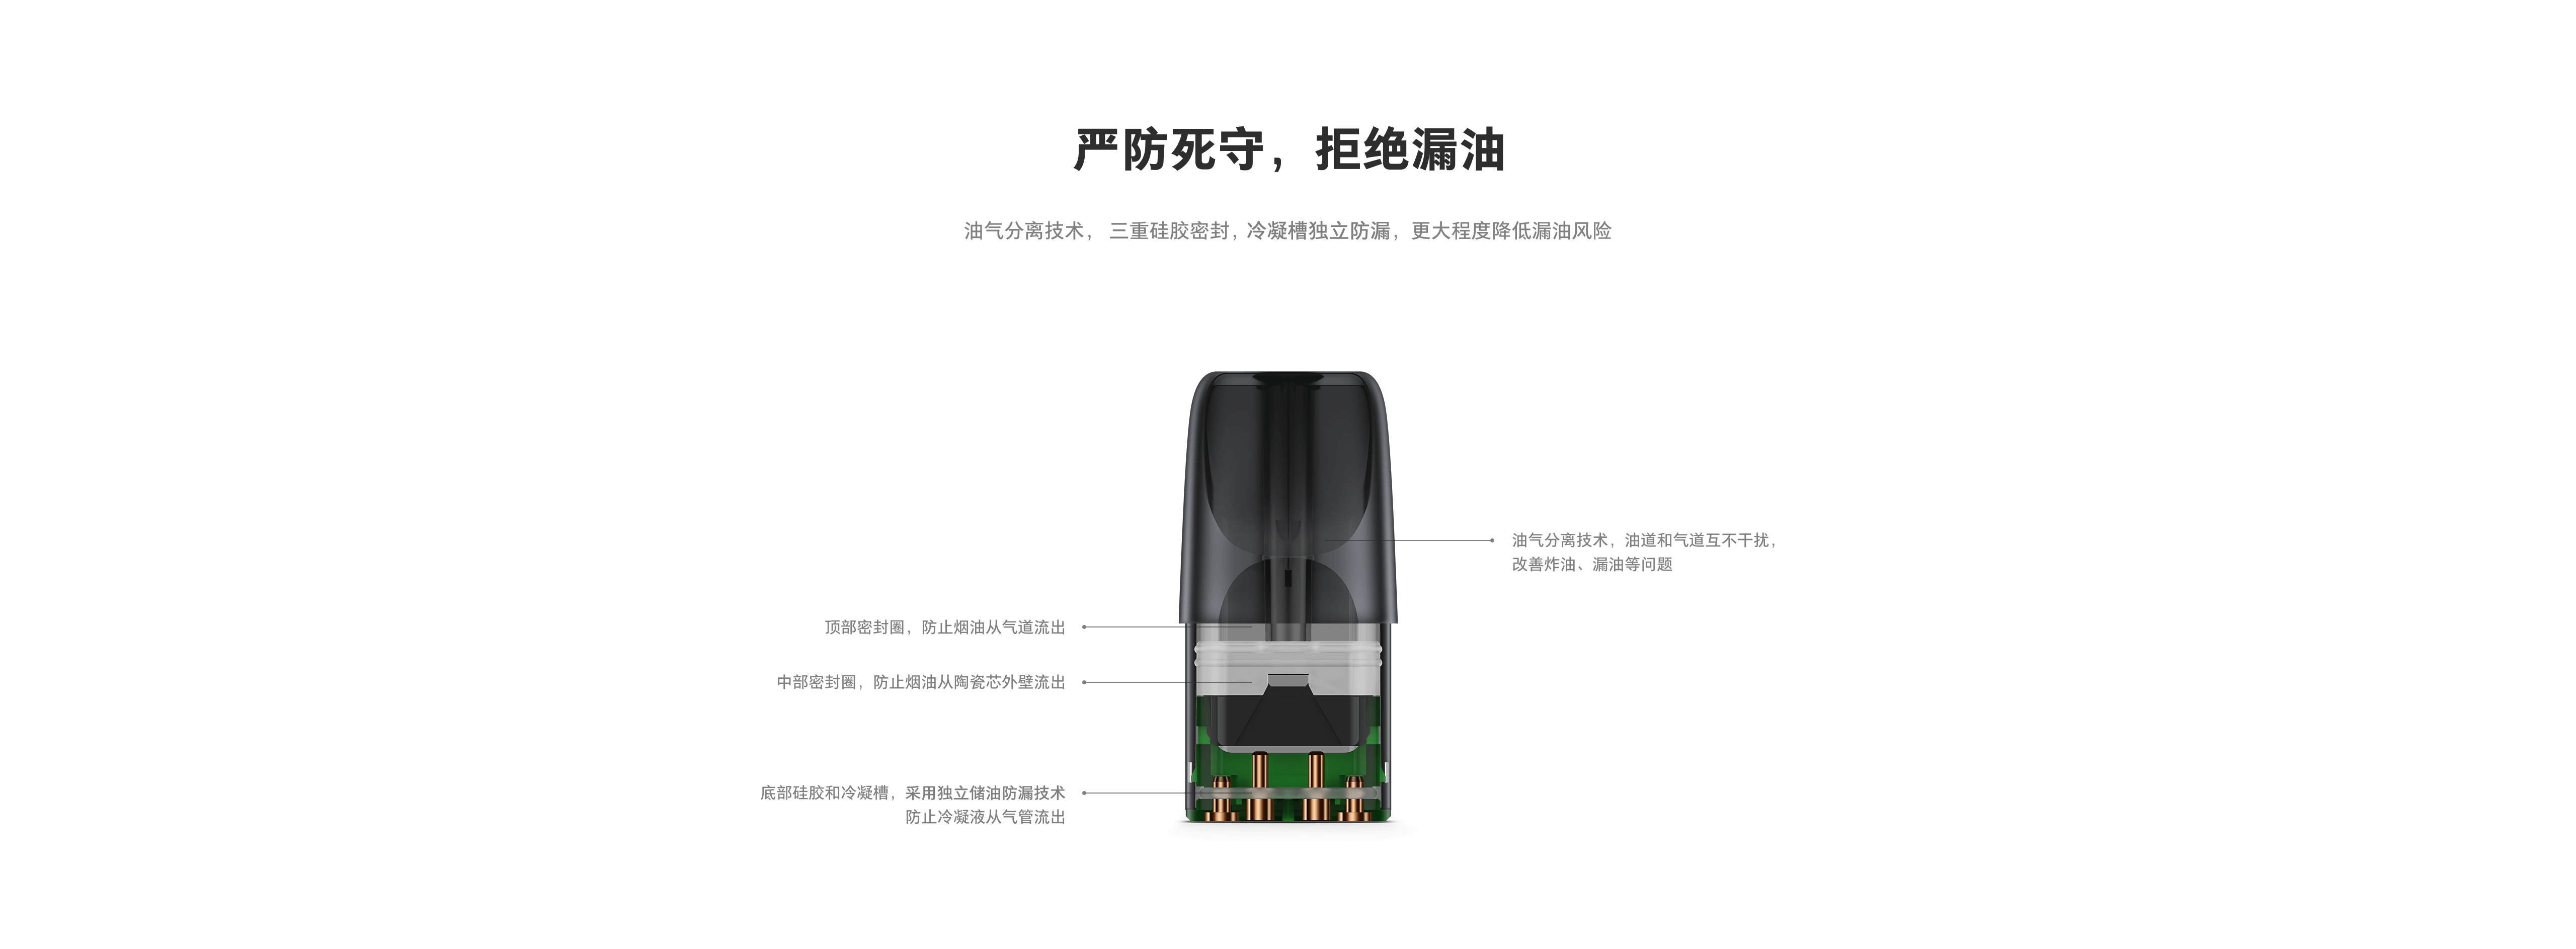 严防死守，拒绝漏油
油气分离技术， 三重硅胶密封, 冷凝槽独立防漏，更大程度降低漏油风险
油气分离技术，油道和气道互不干扰，
改善炸油、漏油等问题
顶部密封圈，防止烟油从气道流出
中部密封圈，防止烟油从陶瓷芯外壁流出
底部硅胶和冷凝槽，采用独立储油防漏技术
防止冷凝液从气管流出